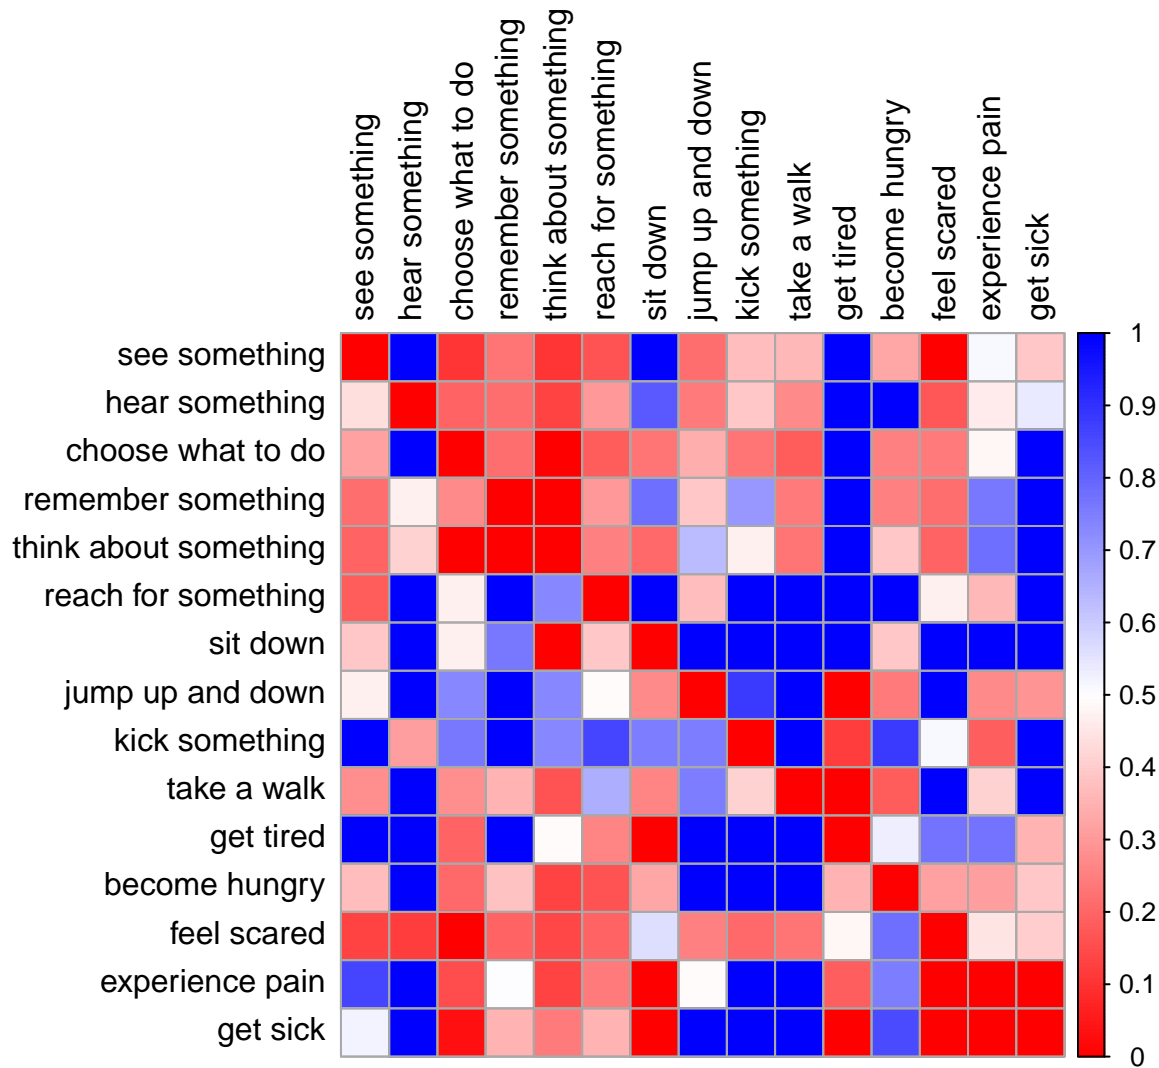 see something
hear something
choose what to do
remember something
think about something
reach for something
sit down
jump up and down
kick something
take a walk
get tired
become hungry
feel scared
experience pain
get sick
see something
hear something
choose what to do
remember something
think about something
reach for something
sit down
jump up and down
kick something
take a walk
get tired
become hungry
feel scared
experience pain
get sick
1
0.9
0.8
0.7
0.6
0.5
0.4
0.3
0.2
0.1
0